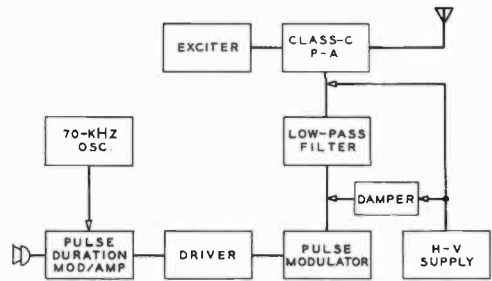 EXCITER
CLASS-C
P-A
70-KHZ
OSC.
LOW-PASS
FILTER
DAMPER
PULSE
DURATION
MOD/AMP
DRIVER
PULSE
MODULATOR
H-V
SUPPLY